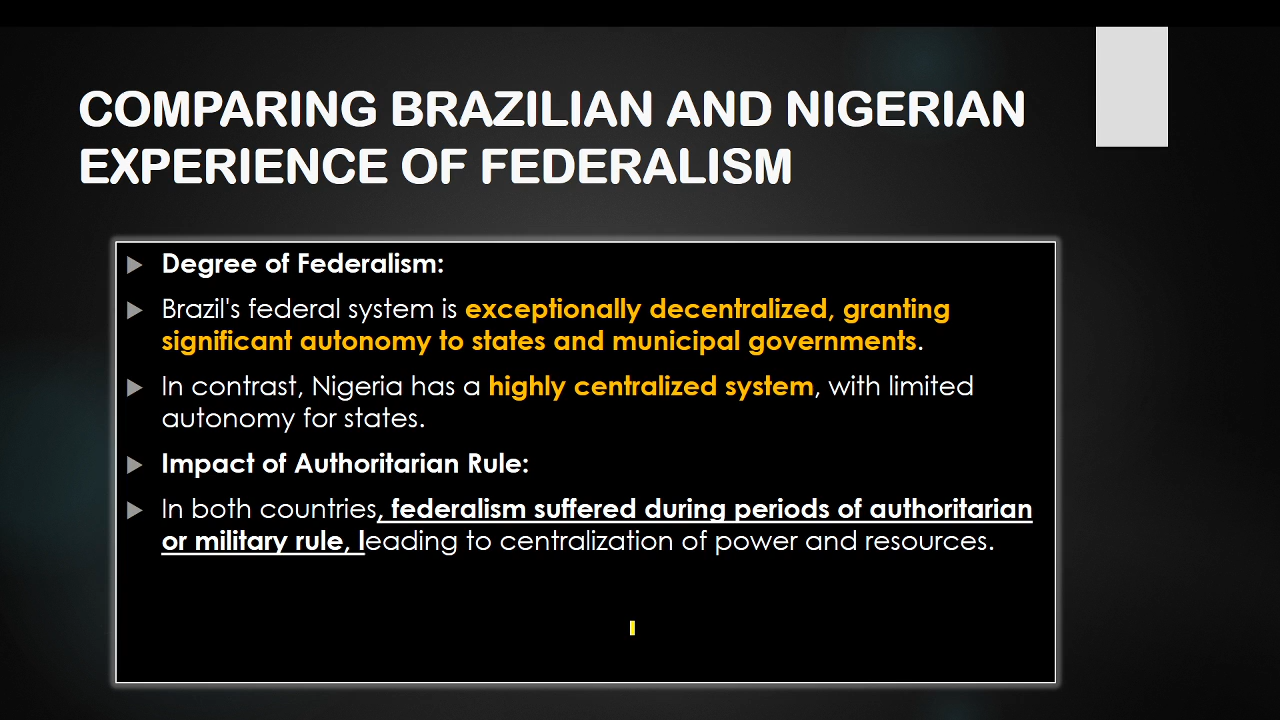 COMPARING BRAZILIAN AND NIGERIAN
EXPERIENCE OF FEDERALISM
Degree of Federalism:
Brazil's federal system is exceptionally decentralized, granting
significant autonomy to states and municipal governments.
In contrast, Nigeria has a highly centralized system, with limited
autonomy for states.
Impact of Authoritarian Rule:
In both countries, federalism suffered during periods of authoritarian
or military rule, leading to centralization of power and resources.